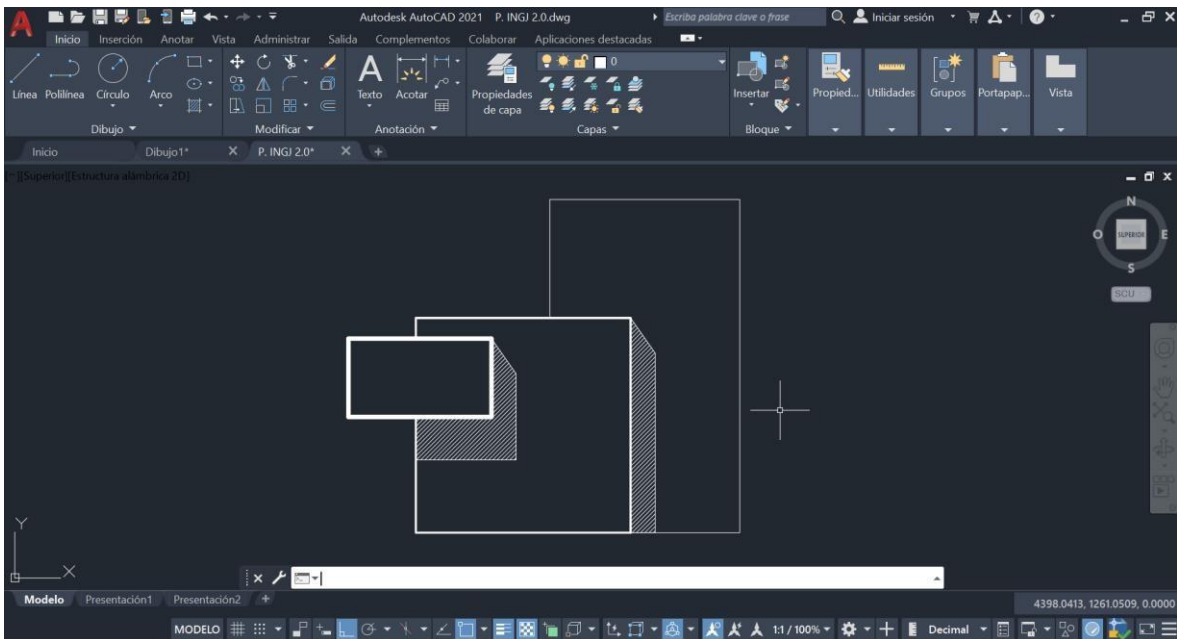 A Autodesk AutoCAD 2021 P. INGJ 2.0.dwg Escriba palabra clave o frase Iniciar sesión
Inicio Inserción Anotar Vista Administrar Salida Complementos Colaborar Aplicaciones destacadas
0
A
Línea Polilínea Círculo Arco Texto Acotar Propiedades de capa Insertar Propied... Utilidades Grupos Portapap... Vista
Dibujo Modificar Anotación Capas Bloque
Inicio Dibujo1* P. INGJ 2.0*
[−][Superior][Estructura alámbrica 2D]
N
O SUPERIOR E
S
SCU
Y
X
Modelo Presentación1 Presentación2 +
4398.0413, 1261.0509, 0.0000
MODELO 1:1 / 100% Decimal